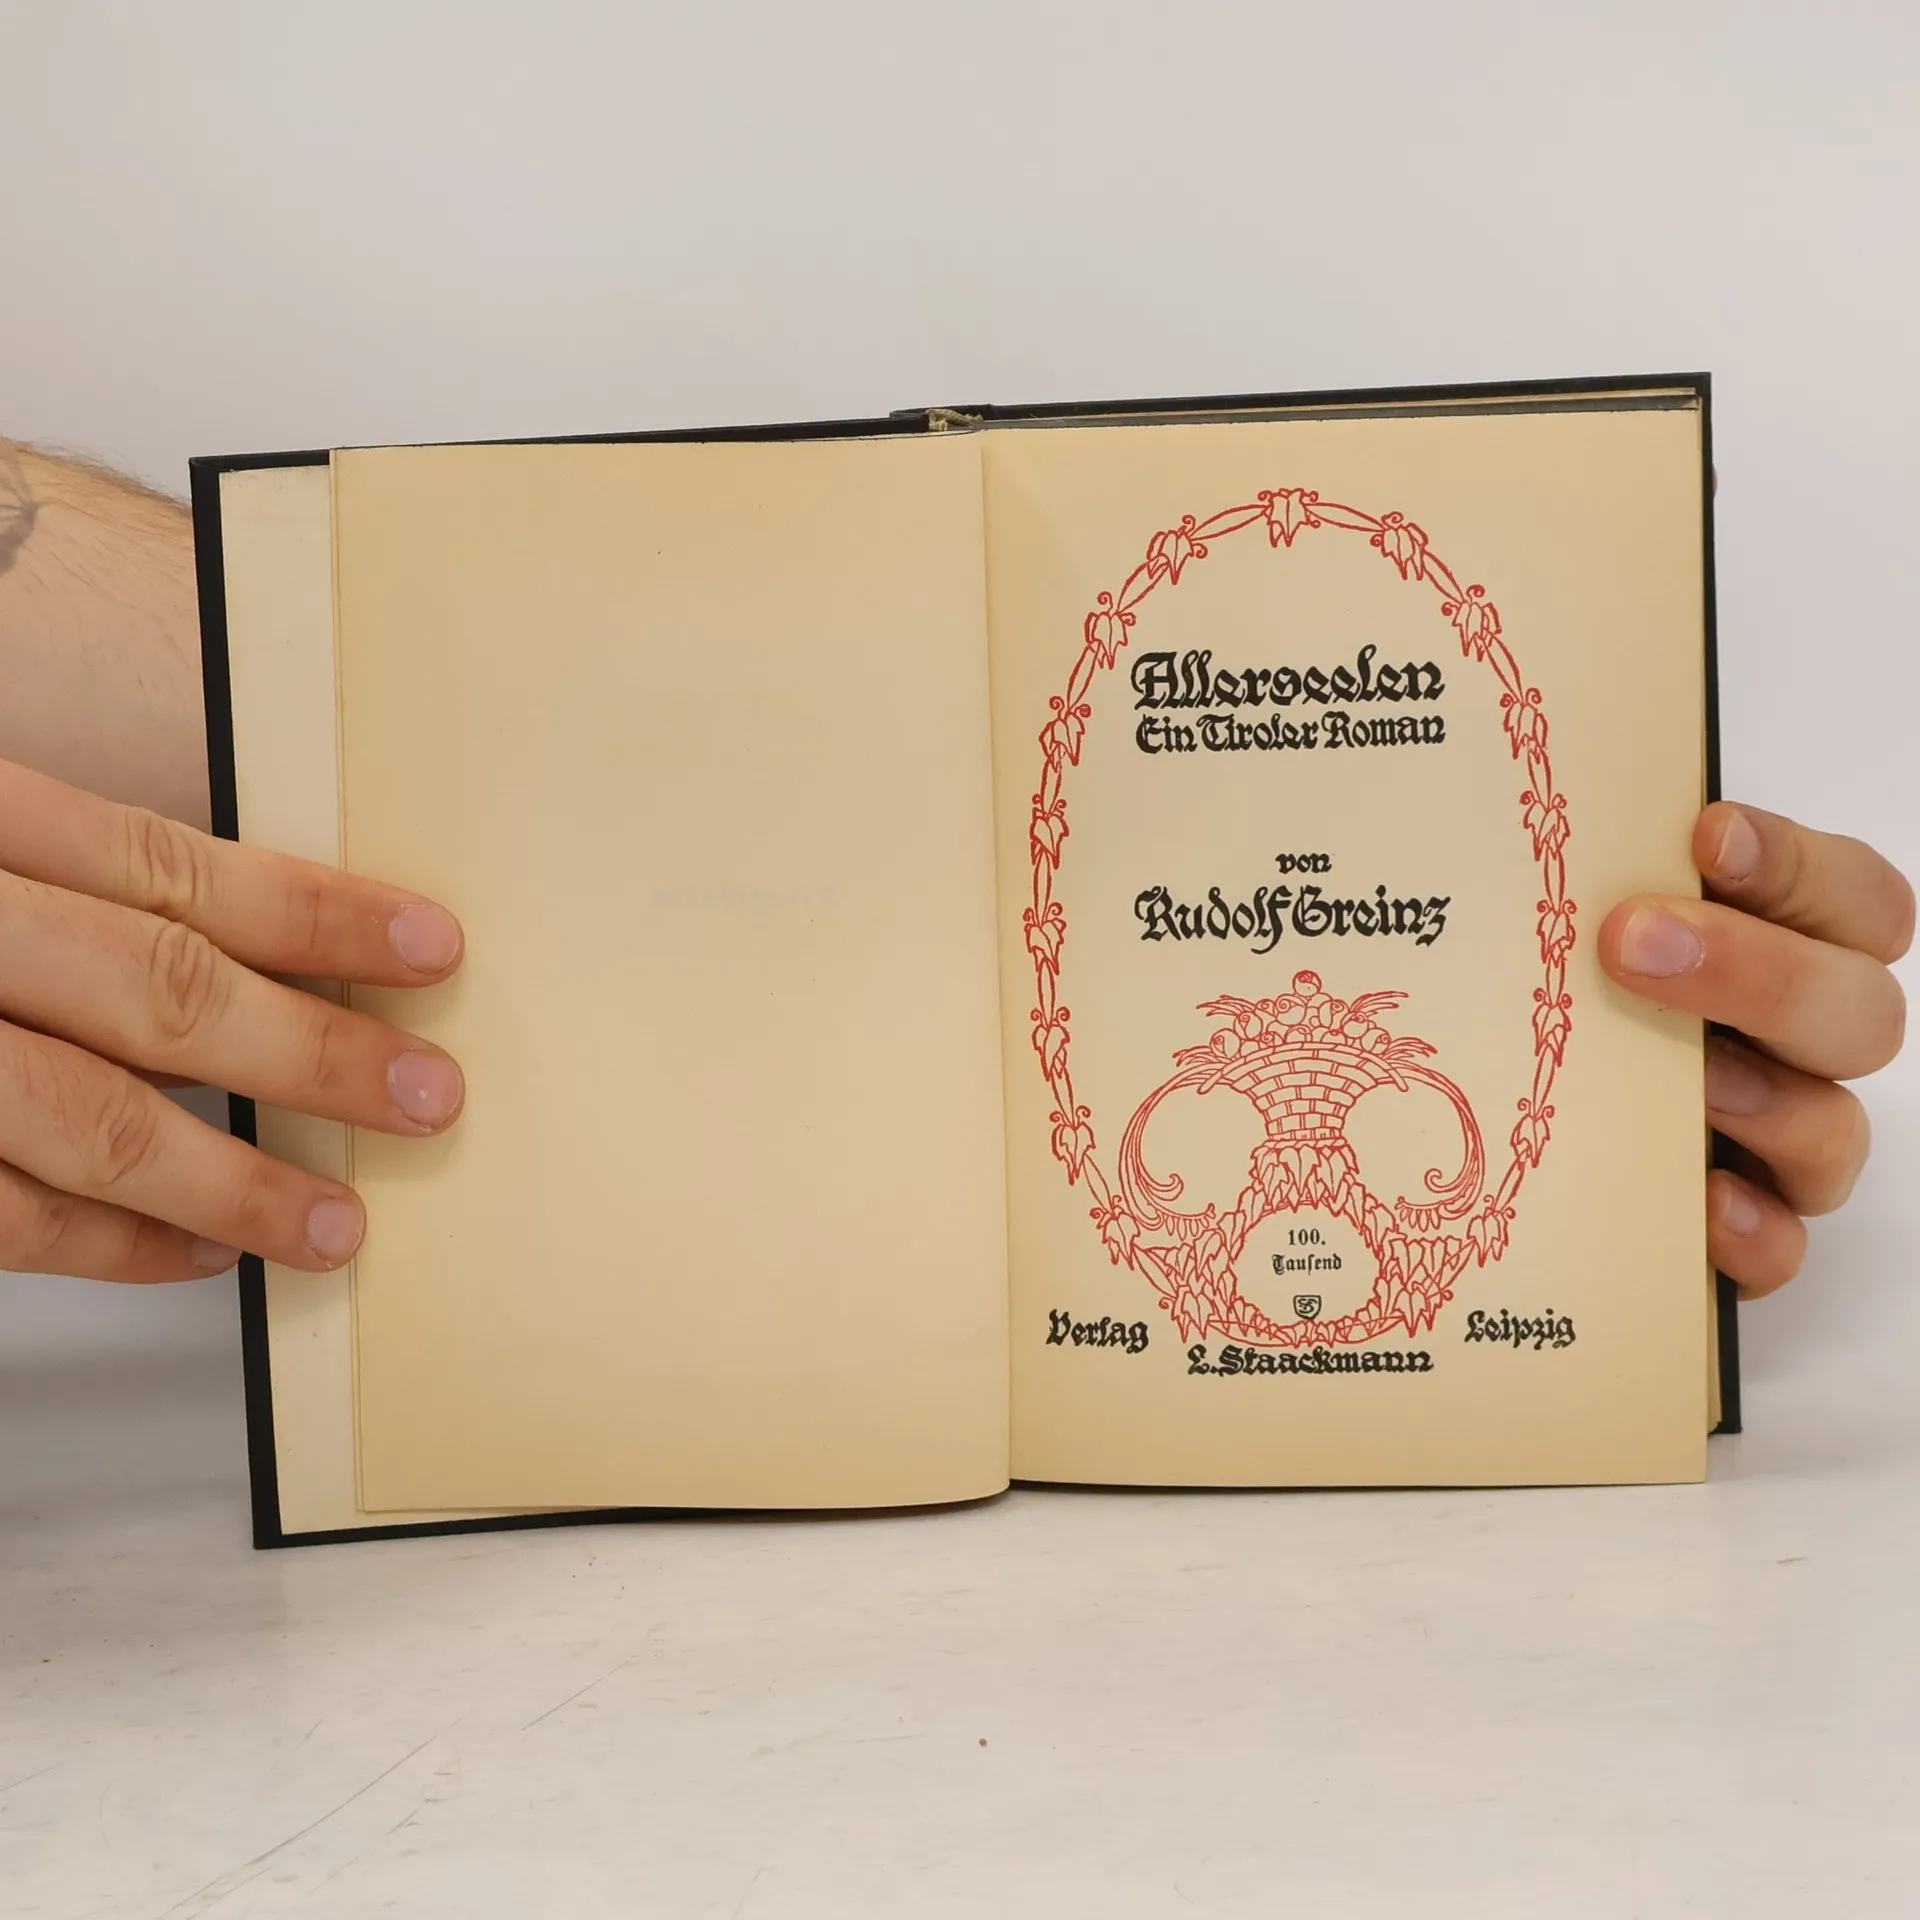 Allerseelen
Ein Tiroler Roman
von
Rudolf Greinz
100.
Tauſend
Verlag
L. Staackmann
Leipzig